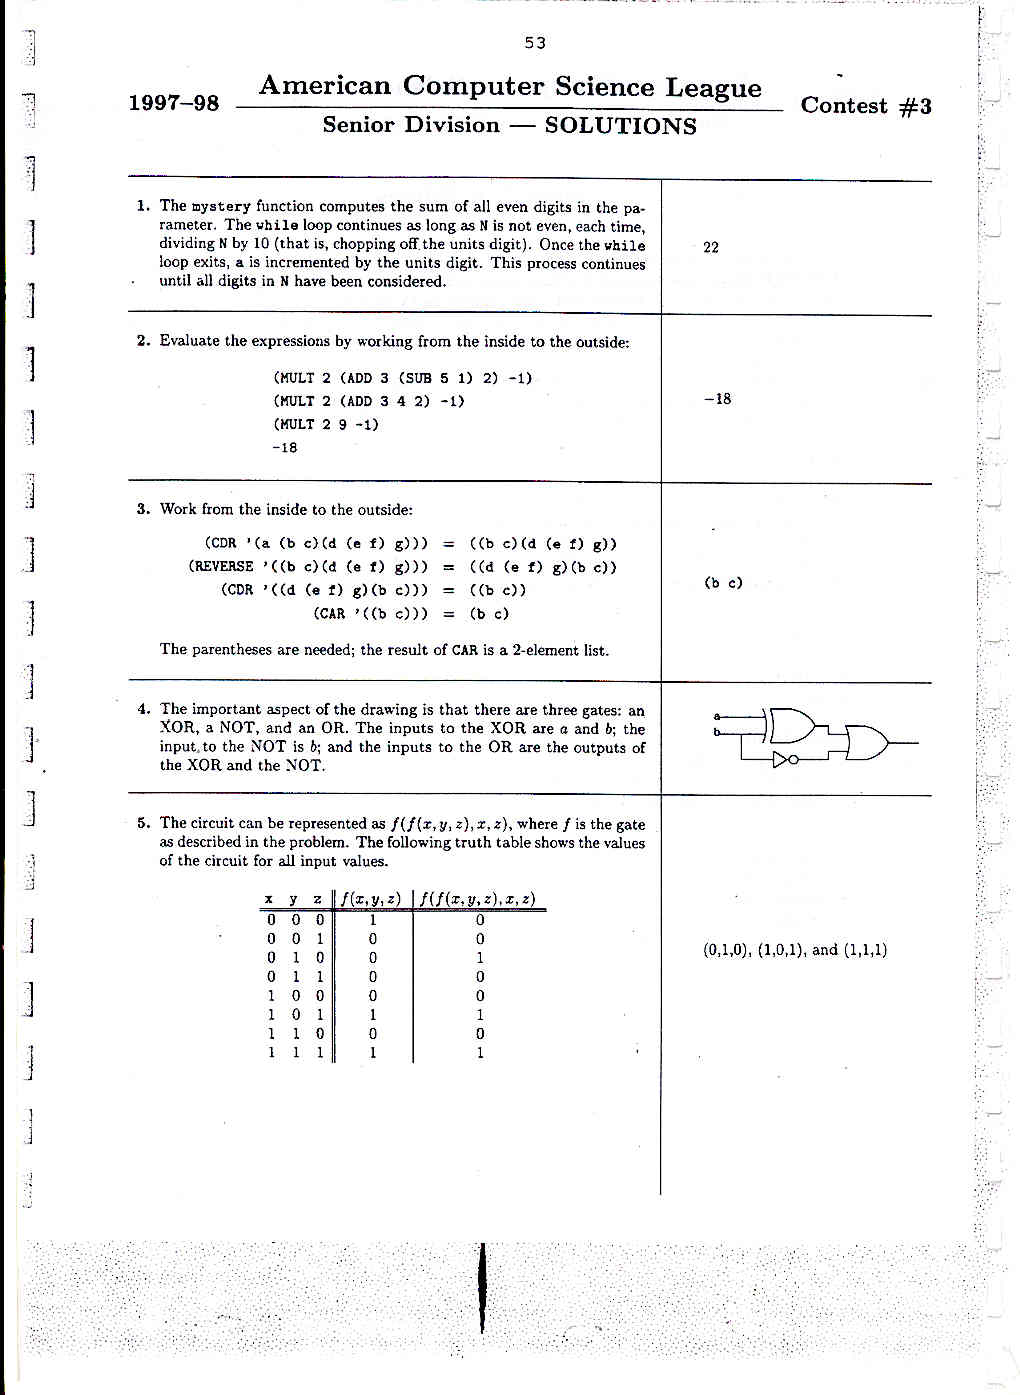 53
American Computer Science League
1997–98
Contest #3
Senior Division — SOLUTIONS
1. The mystery function computes the sum of all even digits in the pa-
rameter. The while loop continues as long as N is not even, each time,
dividing N by 10 (that is, chopping off the units digit). Once the while
loop exits, a is incremented by the units digit. This process continues
until all digits in N have been considered.
22
2. Evaluate the expressions by working from the inside to the outside:
(MULT 2 (ADD 3 (SUB 5 1) 2) -1)
(MULT 2 (ADD 3 4 2) -1)
(MULT 2 9 -1)
-18
−18
3. Work from the inside to the outside:
(CDR '(a (b c)(d (e f) g))) = ((b c)(d (e f) g))
(REVERSE '((b c)(d (e f) g))) = ((d (e f) g)(b c))
(CDR '((d (e f) g)(b c))) = ((b c))
(CAR '((b c))) = (b c)
The parentheses are needed; the result of CAR is a 2-element list.
(b c)
4. The important aspect of the drawing is that there are three gates: an
XOR, a NOT, and an OR. The inputs to the XOR are a and b; the
input to the NOT is b; and the inputs to the OR are the outputs of
the XOR and the NOT.
a
b
5. The circuit can be represented as f(f(x,y,z),x,z), where f is the gate
as described in the problem. The following truth table shows the values
of the circuit for all input values.
x y z f(x,y,z) f(f(x,y,z),x,z)
0 0 0 1 0
0 0 1 0 0
0 1 0 0 1
0 1 1 0 0
1 0 0 0 0
1 0 1 1 1
1 1 0 0 0
1 1 1 1 1
(0,1,0), (1,0,1), and (1,1,1)